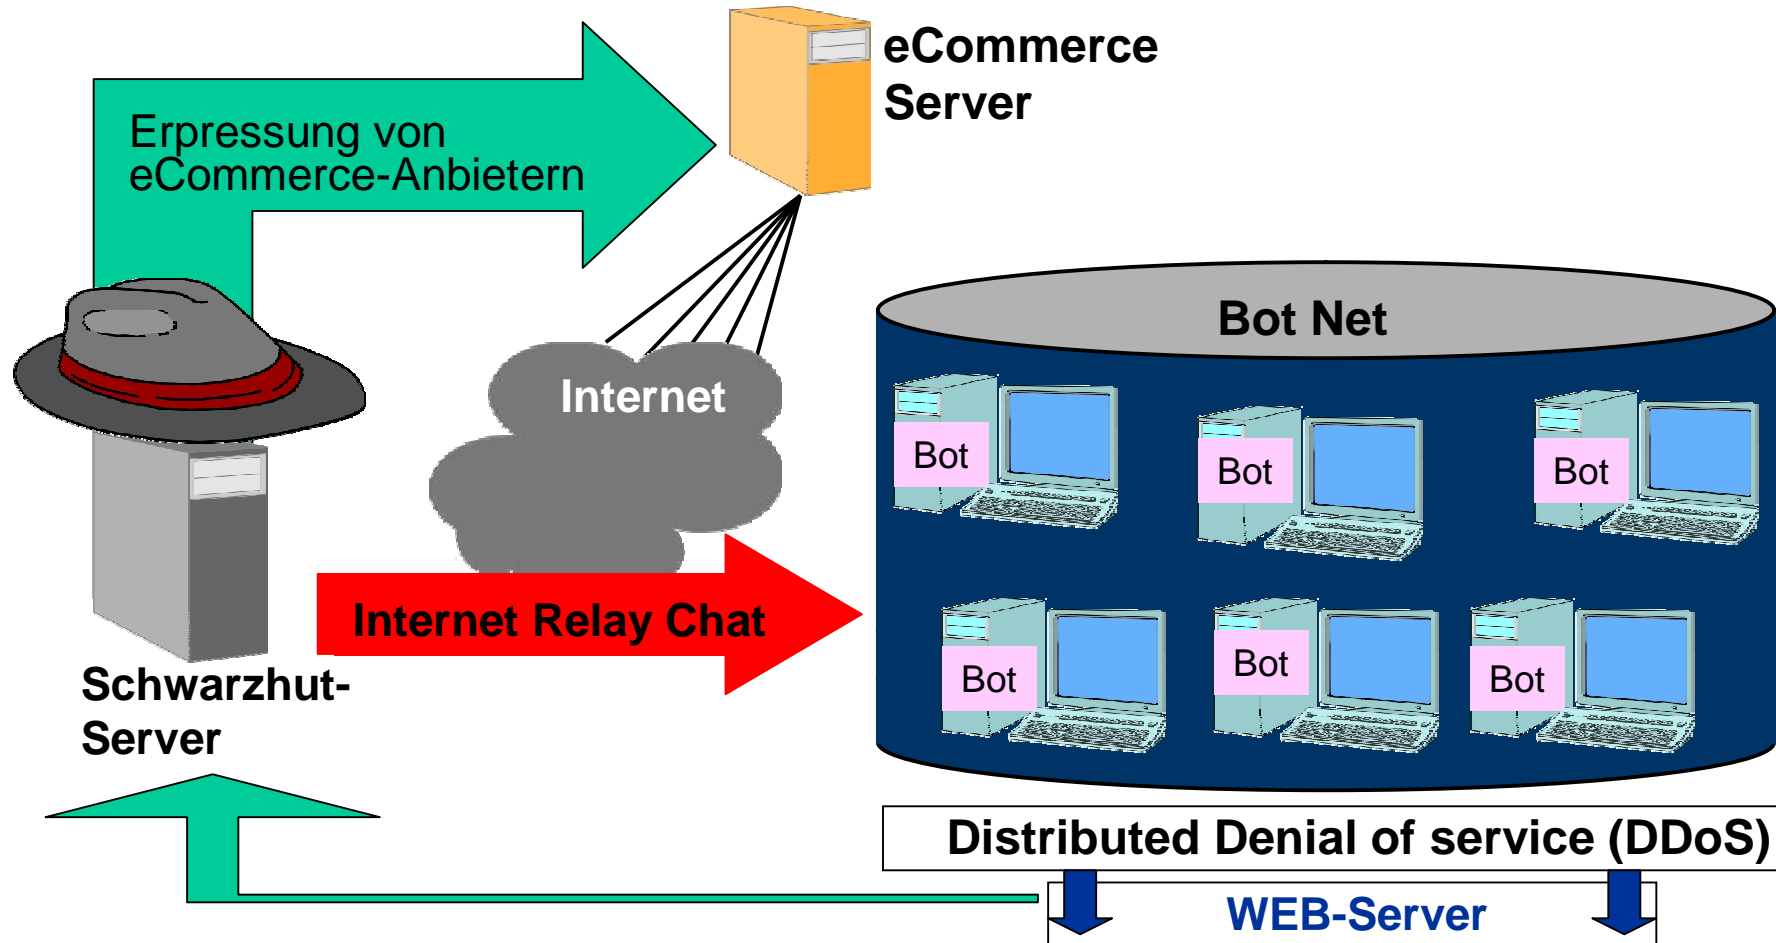 eCommerce
Server
Erpressung von
eCommerce-Anbietern
Bot Net
Internet
Bot
Bot
Bot
Internet Relay Chat
Bot
Bot
Bot
Schwarzhut-
Server
Distributed Denial of service (DDoS)
WEB-Server